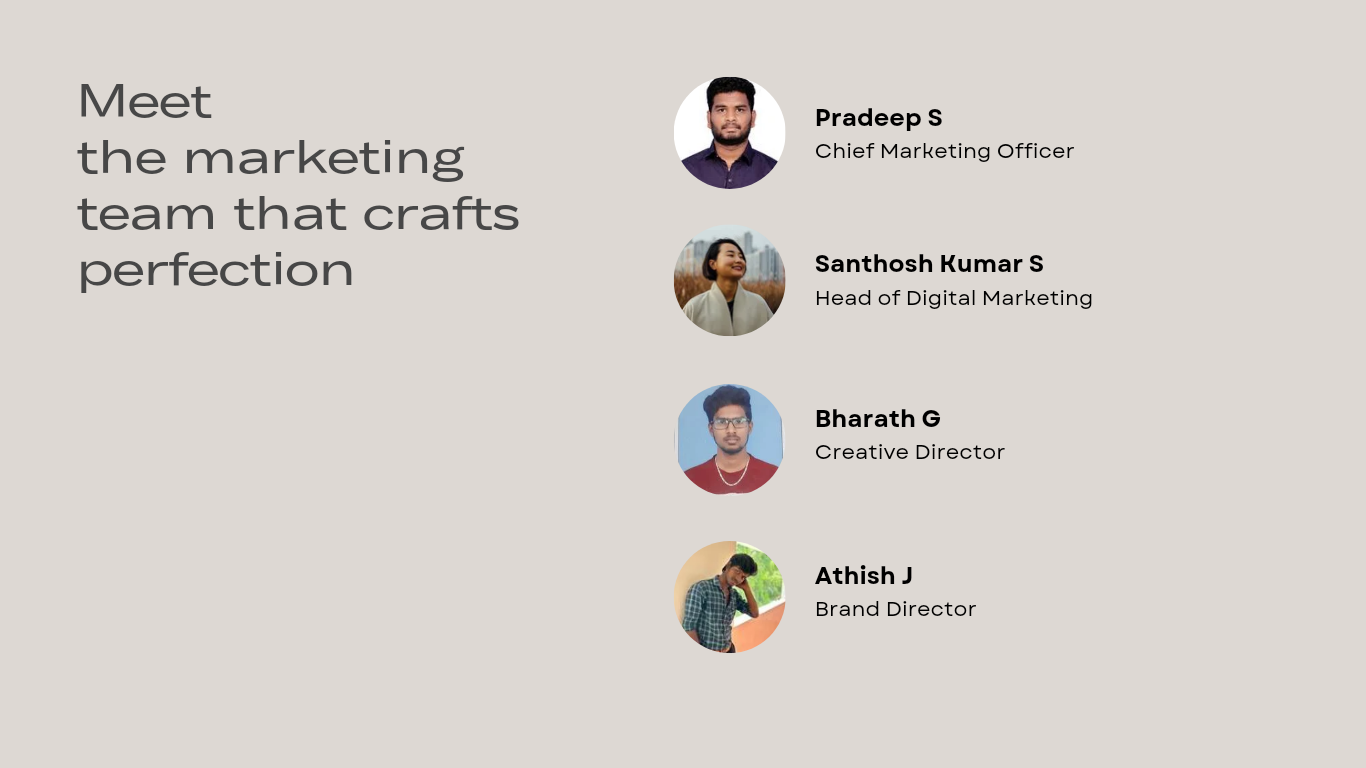 Meet
the marketing
team that crafts
perfection
Pradeep S
Chief Marketing Officer
Santhosh Kumar S
Head of Digital Marketing
Bharath G
Creative Director
Athish J
Brand Director